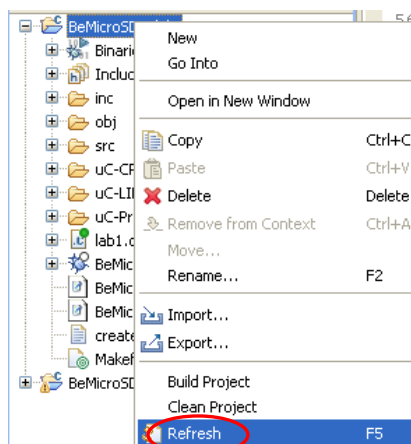 BeMicroSD
Binari
Includ
inc
obj
src
uC-CP
uC-LI
uC-Pr
lab1.c
BeMic
BeMic
BeMic
create
Makef
BeMicroSD
New
Go Into
Open in New Window
Copy Ctrl+C
Paste Ctrl+V
Delete Delete
Remove from Context Ctrl+A
Move...
Rename... F2
Import...
Export...
Build Project
Clean Project
Refresh F5